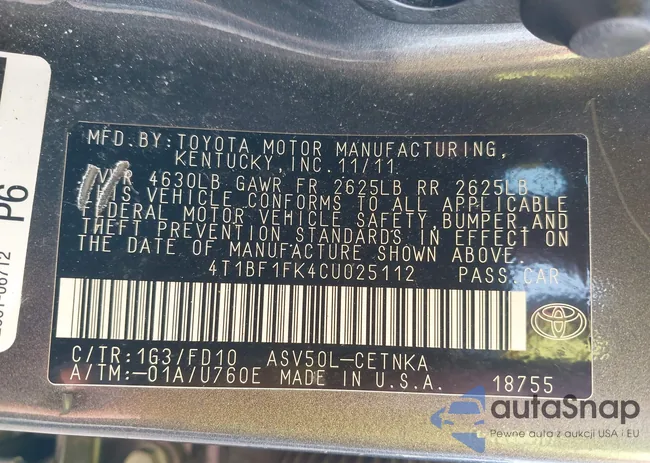 MFD.BY:TOYOTA MOTOR MANUFACTURING,
KENTUCKY, INC. 11/11
4630LB GAWR FR 2625LB RR 2625LB
THIS VEHICLE CONFORMS TO ALL APPLICABLE
FEDERAL MOTOR VEHICLE SAFETY, BUMPER, AND
THEFT PREVENTION STANDARDS IN EFFECT ON
THE DATE OF MANUFACTURE SHOWN ABOVE.
4T1BF1FK4CU025112 PASS.CAR
C/TR:1G3/FD10 ASV50L-CETNKA
A/TM:-01A/U760E MADE IN U.S.A. 18755
P6
autaSnap
Pewne auta z aukcji USA i EU